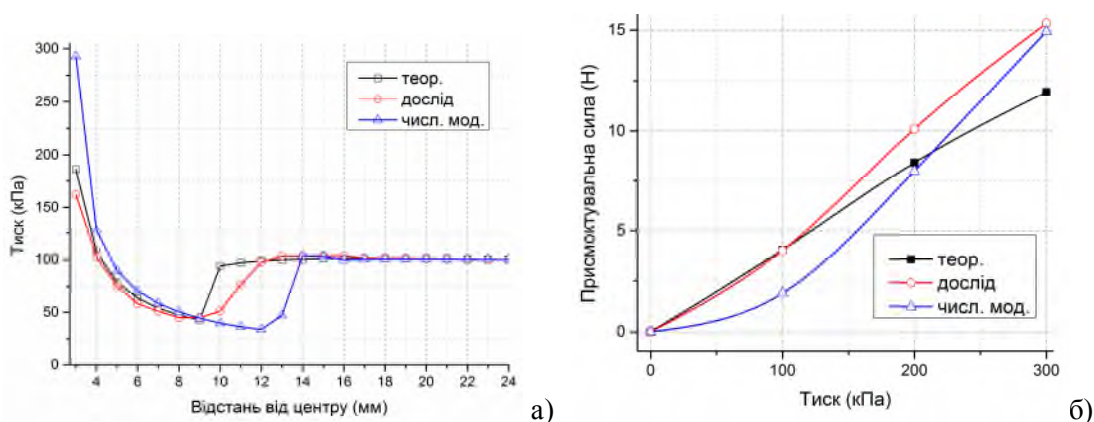 300
250
200
150
100
50
0
Тиск (кПа)
теор.
дослід
числ. мод.
4 6 8 10 12 14 16 18 20 22 24
Відстань від центру (мм)
а)
15
10
5
0
Присмоктувальна сила (Н)
теор.
дослід
числ. мод.
0 100 200 300
Тиск (кПа)
б)